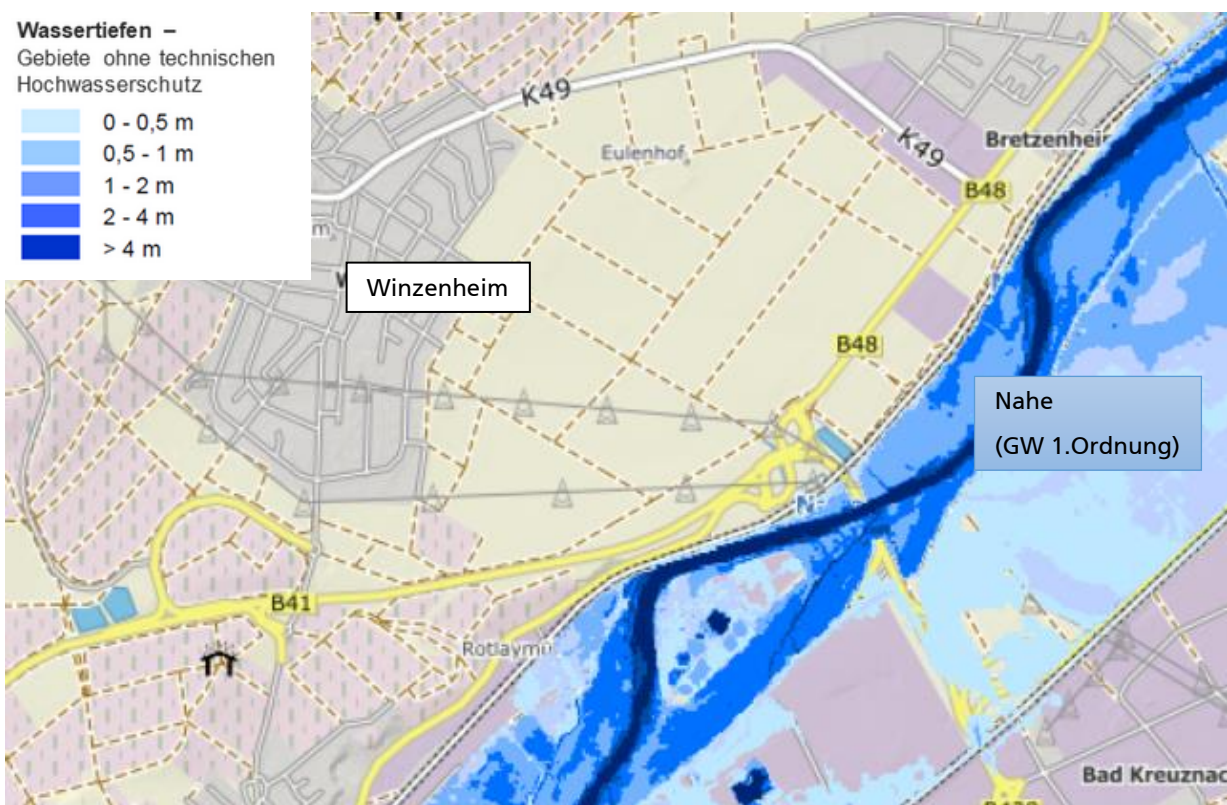 Wassertiefen –
Gebiete ohne technischen
Hochwasserschutz
0 - 0,5 m
0,5 - 1 m
1 - 2 m
2 - 4 m
> 4 m
K49
Eulenhof
K49
Bretzenhei
B48
Winzenheim
B48
Nahe
(GW 1.Ordnung)
B41
Rotlaymü
Bad Kreuznac